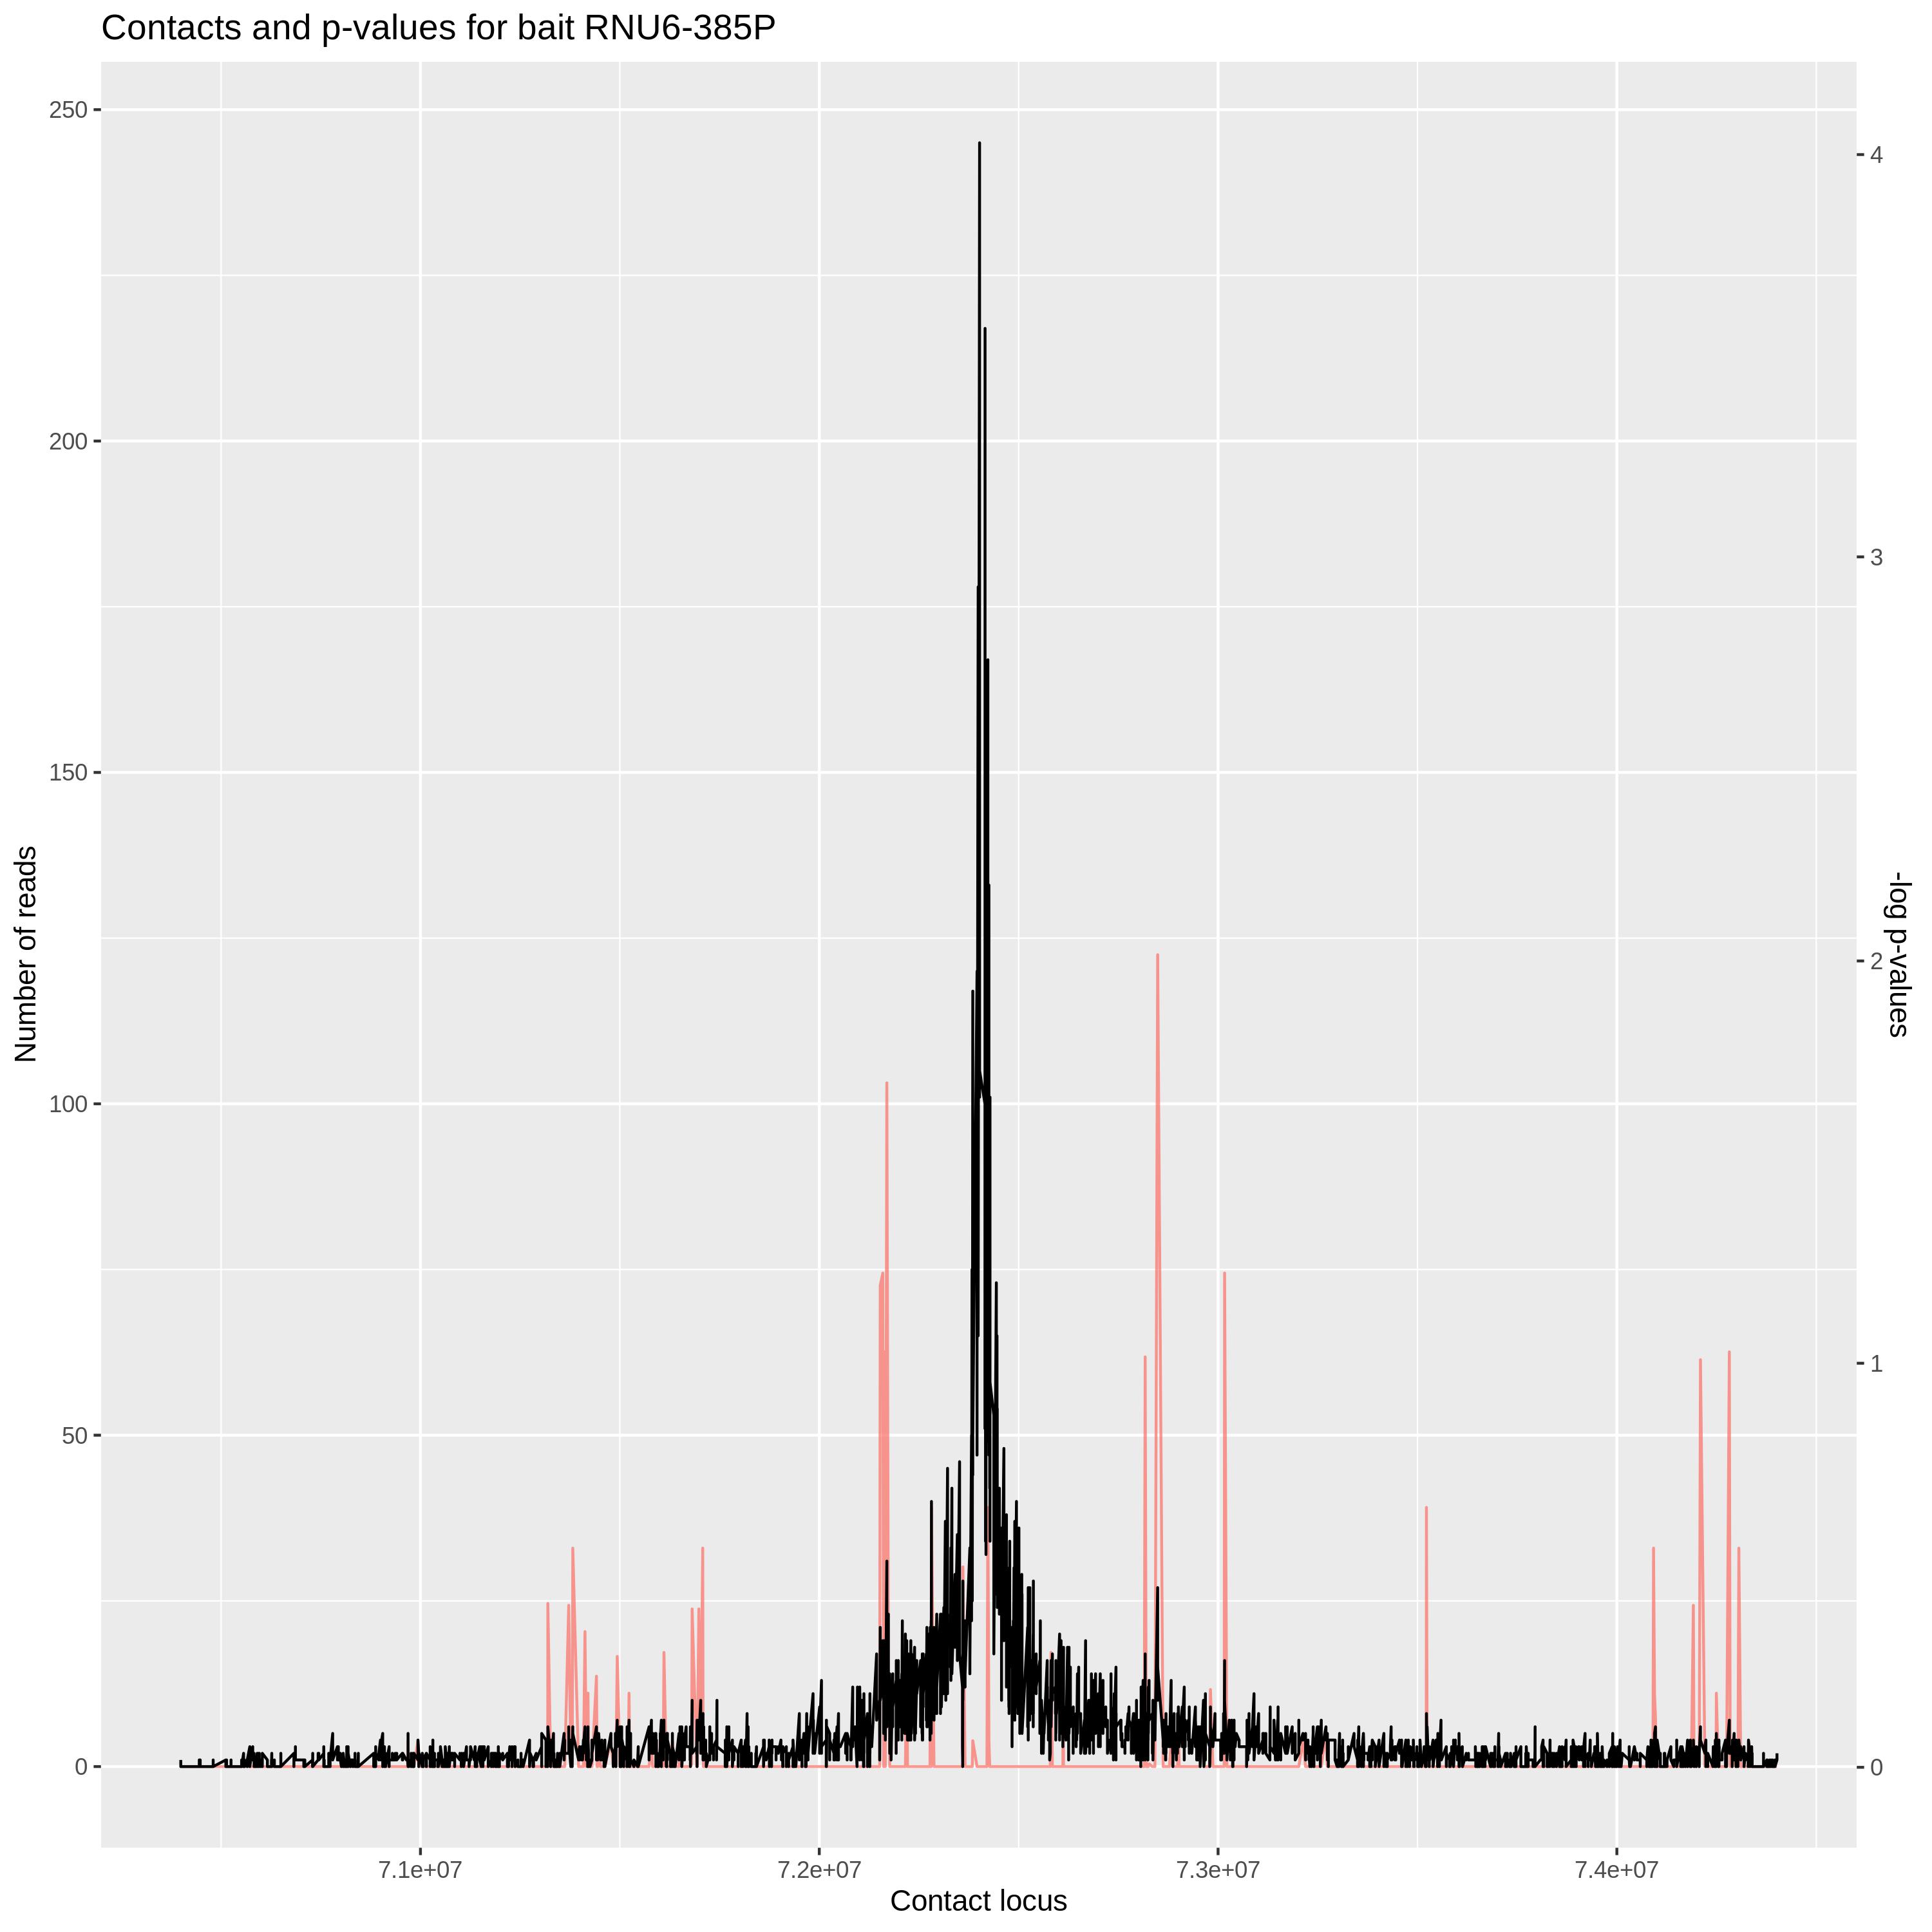 Contacts and p-values for bait RNU6-385P
250
200
150
100
50
0
Number of reads
4
3
2
1
0
-log p-values
7.1e+07
7.2e+07
7.3e+07
7.4e+07
Contact locus